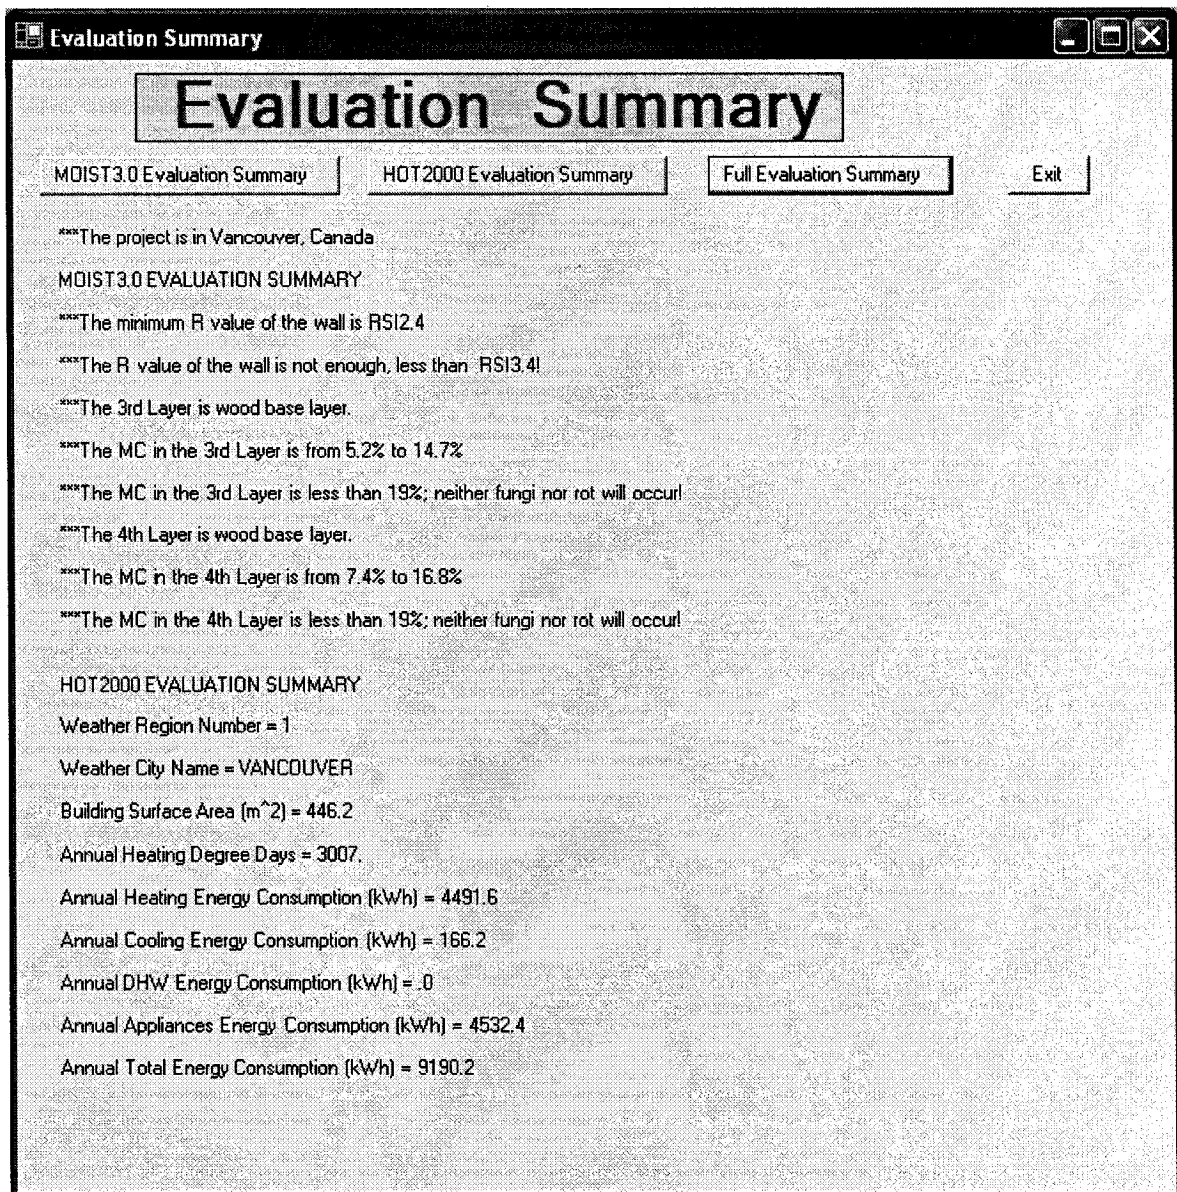 Evaluation Summary
Evaluation Summary
MOIST3.0 Evaluation Summary HOT2000 Evaluation Summary Full Evaluation Summary Exit
***The project is in Vancouver, Canada
MOIST3.0 EVALUATION SUMMARY
***The minimum R value of the wall is RSI2.4
***The R value of the wall is not enough, less than RSI3.4!
***The 3rd Layer is wood base layer.
***The MC in the 3rd Layer is from 5.2% to 14.7%
***The MC in the 3rd Layer is less than 19%; neither fungi nor rot will occur!
***The 4th Layer is wood base layer.
***The MC in the 4th Layer is from 7.4% to 16.8%
***The MC in the 4th Layer is less than 19%; neither fungi nor rot will occur!
HOT2000 EVALUATION SUMMARY
Weather Region Number = 1
Weather City Name = VANCOUVER
Building Surface Area (m^2) = 446.2
Annual Heating Degree Days = 3007.
Annual Heating Energy Consumption (kWh) = 4491.6
Annual Cooling Energy Consumption (kWh) = 166.2
Annual DHW Energy Consumption (kWh) = .0
Annual Appliances Energy Consumption (kWh) = 4532.4
Annual Total Energy Consumption (kWh) = 9190.2